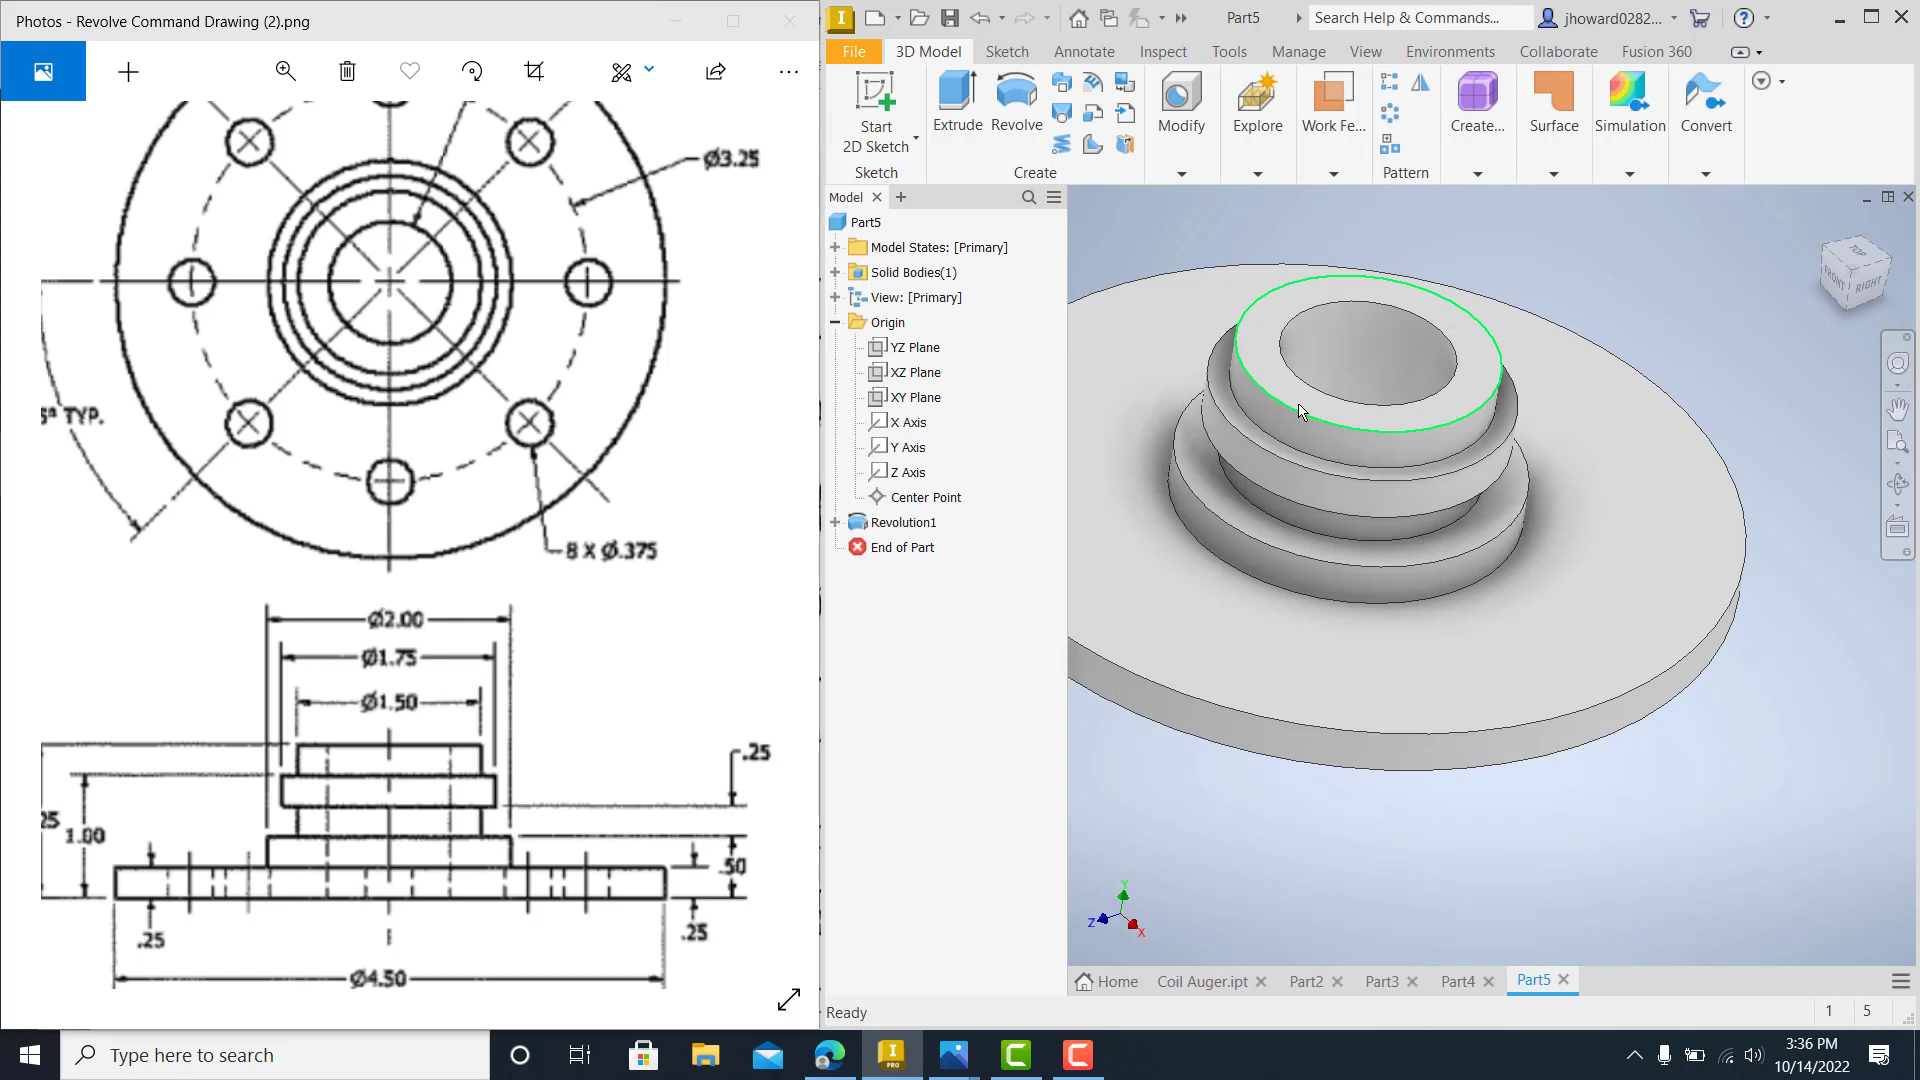 Photos - Revolve Command Drawing (2).png
Ø3.25
5° TYP.
8 X Ø.375
Ø2.00
Ø1.75
Ø1.50
.25
25
1.00
.50
.25
.25
Ø4.50
Part5
Search Help & Commands...
jhoward0282...
File
3D Model
Sketch
Annotate
Inspect
Tools
Manage
View
Environments
Collaborate
Fusion 360
Start
2D Sketch
Extrude
Revolve
Modify
Explore
Work Fe...
Create...
Surface
Simulation
Convert
Sketch
Create
Pattern
Model
Part5
Model States: [Primary]
Solid Bodies(1)
View: [Primary]
Origin
YZ Plane
XZ Plane
XY Plane
X Axis
Y Axis
Z Axis
Center Point
Revolution1
End of Part
TOP
FRONT
RIGHT
Y
Z
X
Home
Coil Auger.ipt
Part2
Part3
Part4
Part5
Ready
1
5
Type here to search
I
PRO
3:36 PM
10/14/2022